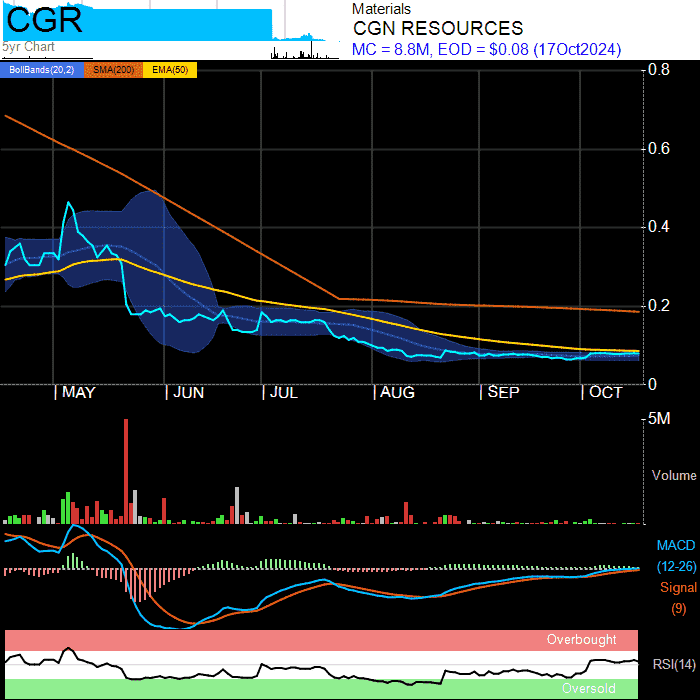 CGR
5yr Chart
Materials
CGN RESOURCES
MC = 8.8M, EOD = $0.08 (17Oct2024)
BollBands(20,2) SMA(200) EMA(50)
0.8
0.6
0.4
0.2
0
MAY JUN JUL AUG SEP OCT
5M
Volume
MACD
(12-26)
Signal
(9)
Overbought
RSI(14)
Oversold